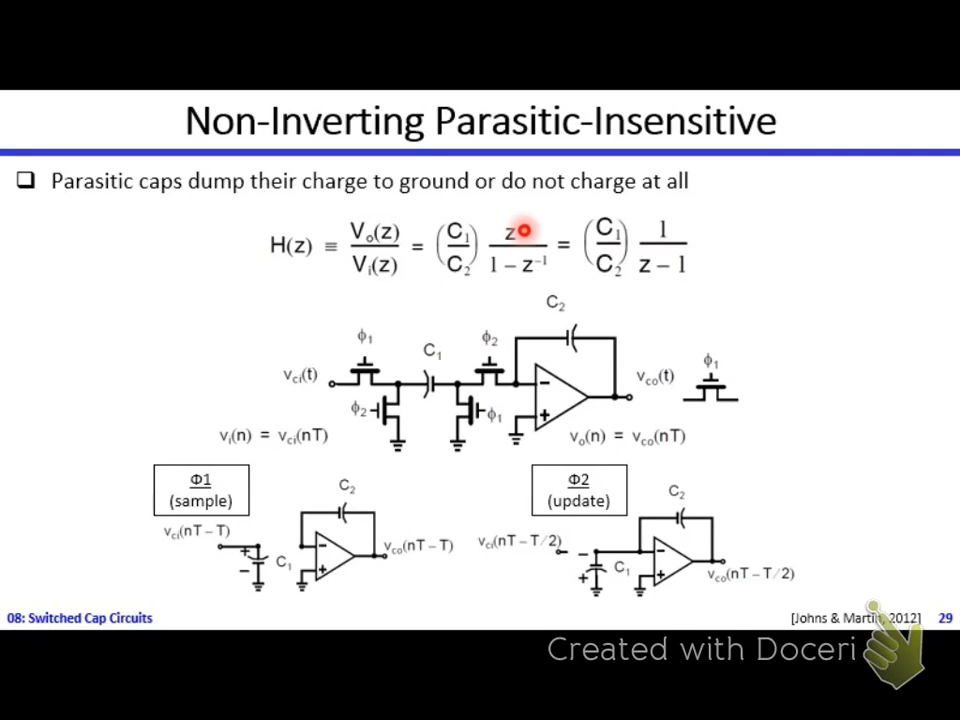 Non-Inverting Parasitic-Insensitive
Parasitic caps dump their charge to ground or do not charge at all
H(z) ≡ Vo(z)/Vi(z) = (C1/C2) z/(1 − z⁻¹) = (C1/C2) 1/(z − 1)
C2
ϕ1 C1 ϕ2
vci(t) vco(t) ϕ1
ϕ2 ϕ1
vi(n) = vci(nT) vo(n) = vco(nT)
Φ1 (sample)
C2
vci(nT − T) vco(nT − T)
C1
Φ2 (update)
C2
vci(nT − T/2)
C1
vco(nT − T/2)
08: Switched Cap Circuits [Johns & Martin, 2012] 29
Created with Doceri